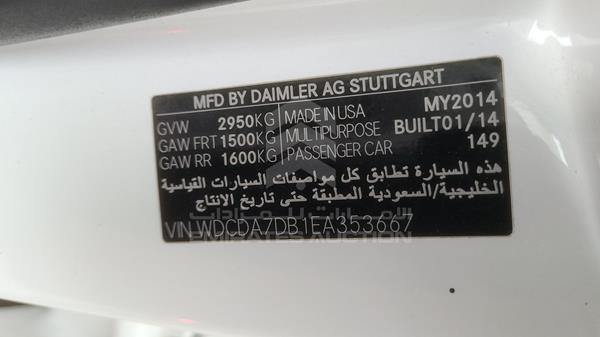 MFD BY DAIMLER AG STUTTGART
GVW 2950KG MADE IN USA MY2014
GAW FRT 1500KG MULTIPURPOSE BUILT01/14
GAW RR 1600KG PASSENGER CAR 149
هذه السيارة تطابق كل مواصفات السيارات القياسية
الخليجية/السعودية المطبقة حتى تاريخ الانتاج
VIN WDCDA7DB1EA353667
الإمارات للمزادات
EMIRATES AUCTION